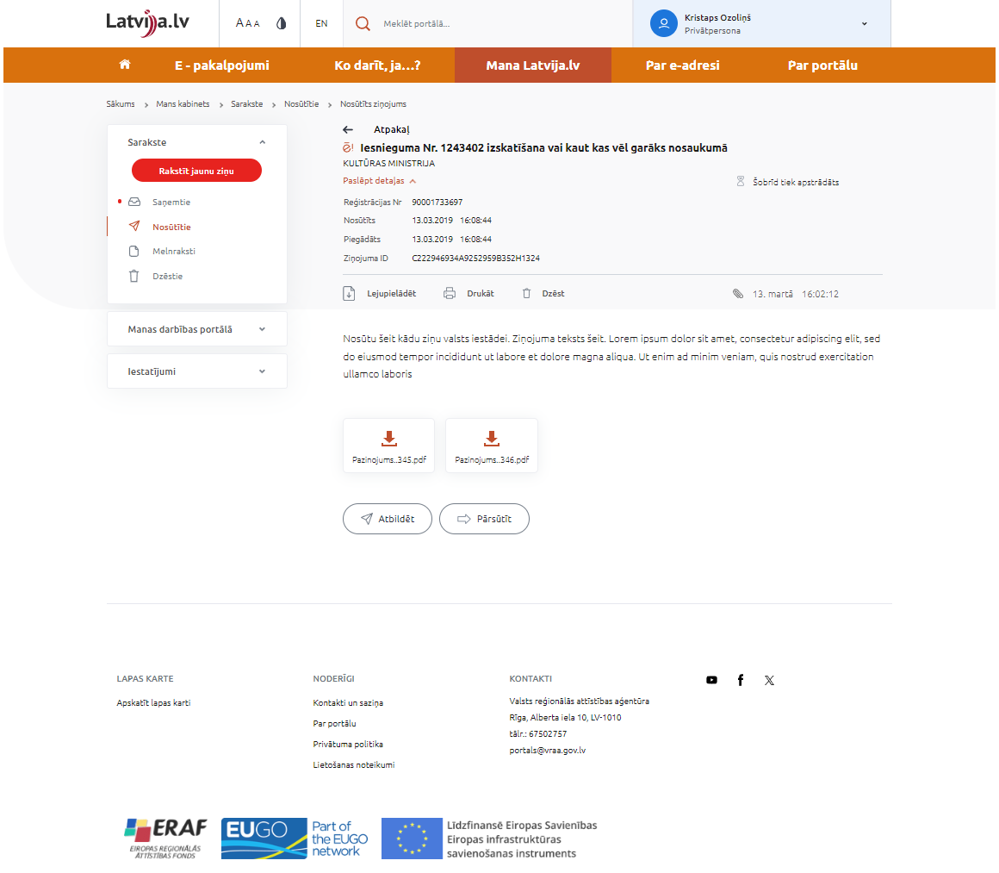 Latvija.lv
A A A
EN
Meklēt portālā...
Kristaps Ozoliņš
Privātpersona
E - pakalpojumi
Ko darīt, ja...?
Mana Latvija.lv
Par e-adresi
Par portālu
Sākums > Mans kabinets > Sarakste > Nosūtītie > Nosūtīts ziņojums
Sarakste
Rakstīt jaunu ziņu
Saņemtie
Nosūtītie
Melnraksti
Dzēstie
Manas darbības portālā
Iestatījumi
Atpakaļ
Iesnieguma Nr. 1243402 izskatīšana vai kaut kas vēl garāks nosaukumā
KULTŪRAS MINISTRIJA
Paslēpt detaļas
Šobrīd tiek apstrādāts
Reģistrācijas Nr 90001733697
Nosūtīts 13.03.2019 16:08:44
Piegādāts 13.03.2019 16:08:44
Ziņojuma ID C222946934A9252959B352H1324
Lejupielādēt
Drukāt
Dzēst
13. martā 16:02:12
Nosūtu šeit kādu ziņu valsts iestādei. Ziņojuma teksts šeit. Lorem ipsum dolor sit amet, consectetur adipiscing elit, sed
do eiusmod tempor incididunt ut labore et dolore magna aliqua. Ut enim ad minim veniam, quis nostrud exercitation
ullamco laboris
Pazinojums..345.pdf
Pazinojums..346.pdf
Atbildēt
Pārsūtīt
LAPAS KARTE
Apskatīt lapas karti
NODERĪGI
Kontakti un saziņa
Par portālu
Privātuma politika
Lietošanas noteikumi
KONTAKTI
Valsts reģionālās attīstības aģentūra
Rīga, Alberta iela 10, LV-1010
tālr.: 67502757
portals@vraa.gov.lv
ERAF
EIROPAS REĢIONĀLĀS
ATTĪSTĪBAS FONDS
EUGO
Part of
the EUGO
network
Līdzfinansē Eiropas Savienības
Eiropas infrastruktūras
savienošanas instruments